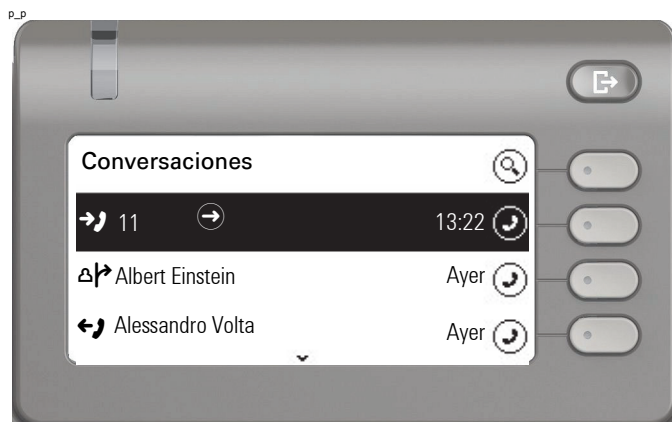 p_p
Conversaciones
11 13:22
Albert Einstein Ayer
Alessandro Volta Ayer